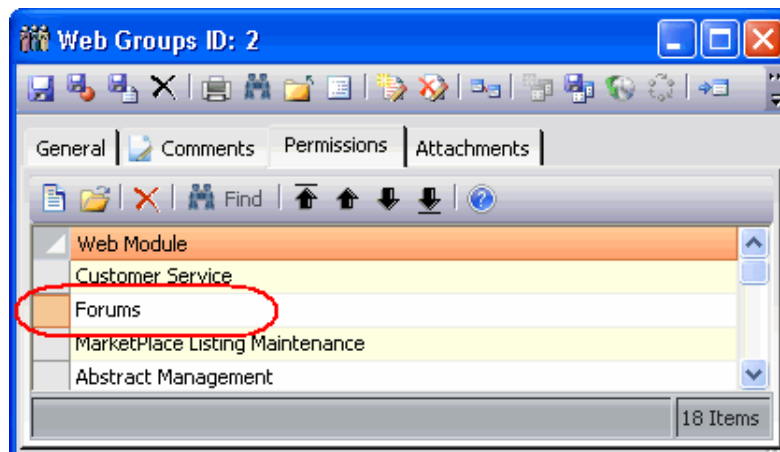 Web Groups ID: 2
General Comments Permissions Attachments
Find
Web Module
Customer Service
Forums
MarketPlace Listing Maintenance
Abstract Management
18 Items